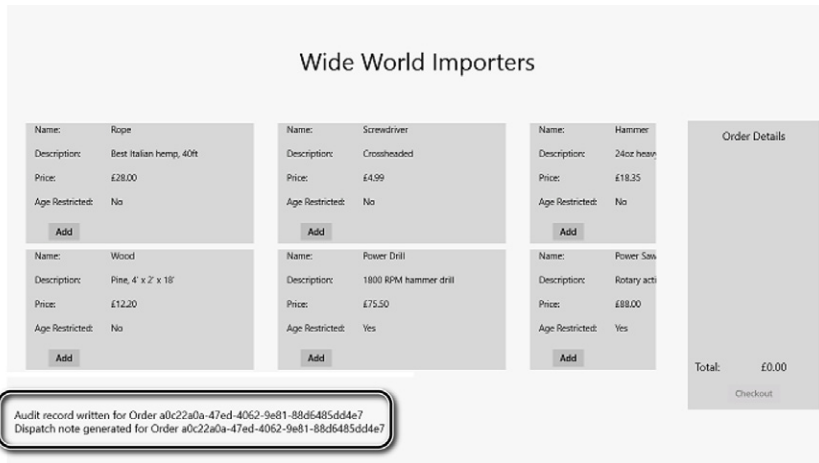 Wide World Importers
Name: Rope
Description: Best Italian hemp, 40ft
Price: £28.00
Age Restricted: No
Add
Name: Screwdriver
Description: Crossheaded
Price: £4.99
Age Restricted: No
Add
Name: Hammer
Description: 24oz heavy
Price: £18.35
Age Restricted: No
Add
Name: Wood
Description: Pine, 4' x 2' x 18'
Price: £12.20
Age Restricted: No
Add
Name: Power Drill
Description: 1800 RPM hammer drill
Price: £75.50
Age Restricted: Yes
Add
Name: Power Saw
Description: Rotary acti
Price: £88.00
Age Restricted: Yes
Add
Order Details
Total: £0.00
Checkout
Audit record written for Order a0c22a0a-47ed-4062-9e81-88d6485dd4e7
Dispatch note generated for Order a0c22a0a-47ed-4062-9e81-88d6485dd4e7